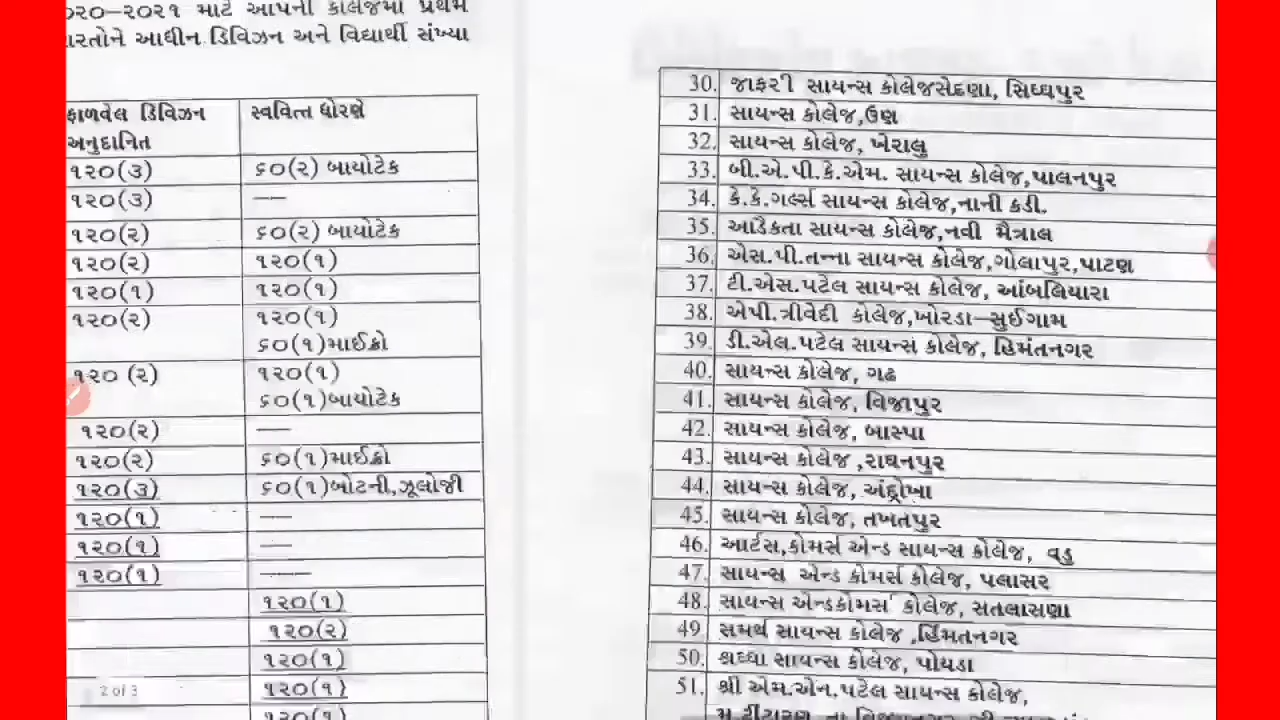 ૨૦૨૦–૨૦૨૧ માટે આપની કોલેજમાં પ્રથમ
શરતોને આધીન ડિવિઝન અને વિદ્યાર્થી સંખ્યા
ફાળવેલ ડિવિઝન અનુદાનિત
સ્વવિત્ત ધોરણે
૧૨૦(૩) ૬૦(૨) બાયોટેક
૧૨૦(૩) —
૧૨૦(૨) ૬૦(૨) બાયોટેક
૧૨૦(૨) ૧૨૦(૧)
૧૨૦(૧) ૧૨૦(૧)
૧૨૦(૨) ૧૨૦(૧)
૬૦(૧)માઈક્રો
૧૨૦ (૨) ૧૨૦(૧)
૬૦(૧)બાયોટેક
૧૨૦(૨) —
૧૨૦(૨) ૬૦(૧)માઈક્રો
૧૨૦(૩) ૬૦(૧)બોટની,ઝૂલોજી
૧૨૦(૧) —
૧૨૦(૧) —
૧૨૦(૧) —
૧૨૦(૧)
૧૨૦(૨)
૧૨૦(૧)
૧૨૦(૧)
૧૨૦(૧)
2 of 3
30. જાફરી સાયન્સ કોલેજસેદ્રણા, સિધ્ધપુર
31. સાયન્સ કોલેજ,ઉણ
32. સાયન્સ કોલેજ, ખેરાલુ
33. બી.એ.પી.કે.એમ. સાયન્સ કોલેજ,પાલનપુર
34. કે.કે.ગર્લ્સ સાયન્સ કોલેજ,નાની કડી.
35. આડૈકતા સાયન્સ કોલેજ,નવી મૈત્રાલ
36. એસ.પી.તન્ના સાયન્સ કોલેજ,ગોલાપુર,પાટણ
37. ટી.એસ.પટેલ સાયન્સ કોલેજ, આંબલિયારા
38. એપી.ત્રીવેદી કોલેજ,ખોરડા–સુઈગામ
39. ડી.એલ.પટેલ સાયન્સ કોલેજ, હિમંતનગર
40. સાયન્સ કોલેજ, ગઢ
41. સાયન્સ કોલેજ, વિજાપુર
42. સાયન્સ કોલેજ, બાસ્પા
43. સાયન્સ કોલેજ ,રાધનપુર
44. સાયન્સ કોલેજ, અંદ્રોખા
45. સાયન્સ કોલેજ, તખતપુર
46. આર્ટસ,કોમર્સ એન્ડ સાયન્સ કોલેજ, વડુ
47. સાયન્સ એન્ડ કોમર્સ કોલેજ, પલાસર
48. સાયન્સ એન્ડકોમર્સ કોલેજ, સતલાસણા
49. સમર્થ સાયન્સ કોલેજ ,હિંમતનગર
50. શ્રધ્ધા સાયન્સ કોલેજ, પોયડા
51. શ્રી એમ.એન.પટેલ સાયન્સ કોલેજ,